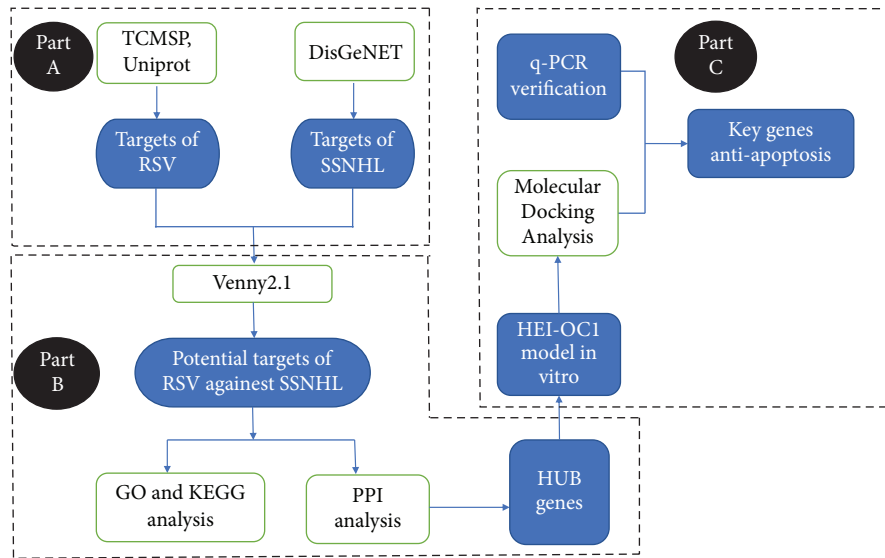 Part
A
TCMSP,
Uniprot
DisGeNET
Targets of
RSV
Targets of
SSNHL
Part
B
Venny2.1
Potential targets of
RSV againest SSNHL
GO and KEGG
analysis
PPI
analysis
HUB
genes
Part
C
q-PCR
verification
Key genes
anti-apoptosis
Molecular
Docking
Analysis
HEI-OC1
model in
vitro